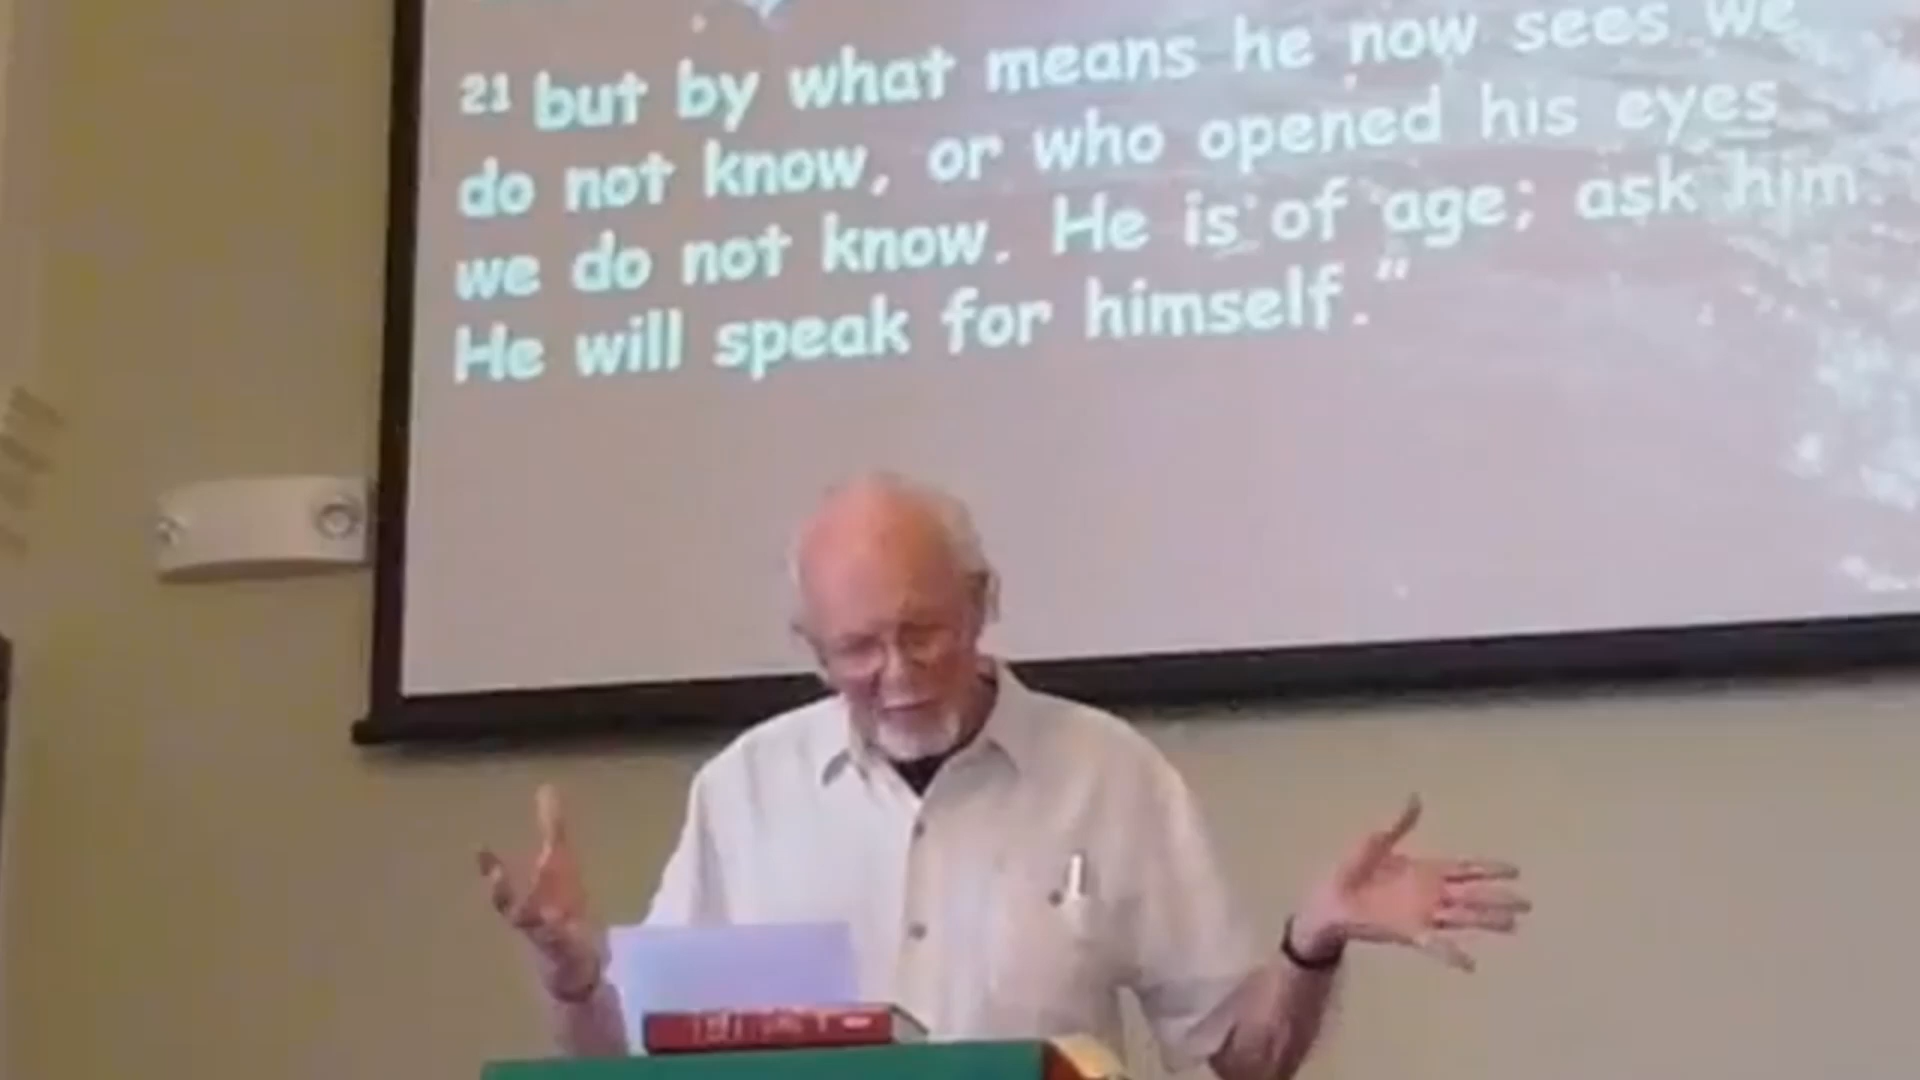 21 but by what means he now sees we
do not know, or who opened his eyes
we do not know. He is of age; ask him.
He will speak for himself."